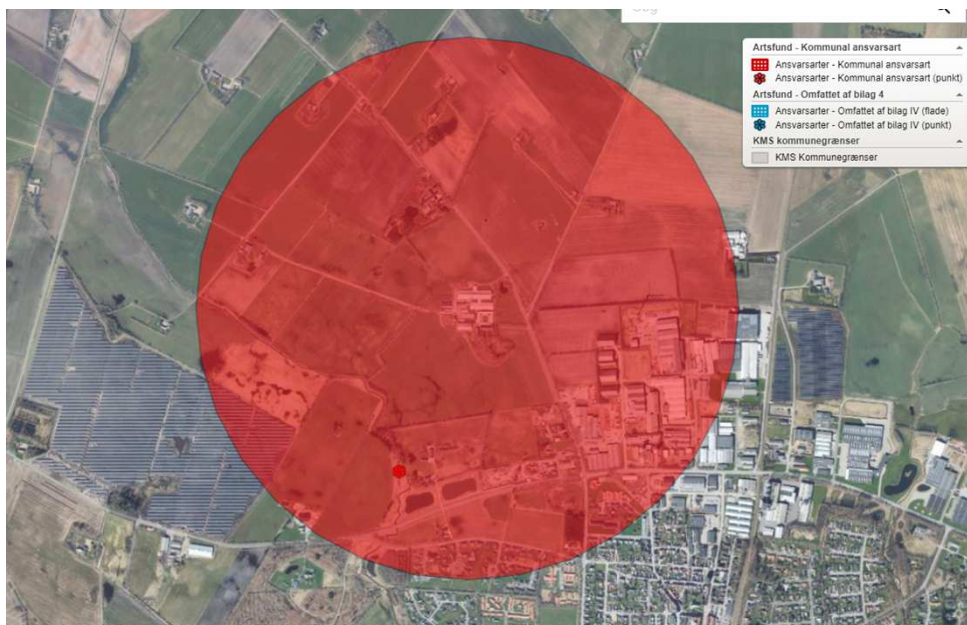 Artsfund - Kommunal ansvarsart
Ansvarsarter - Kommunal ansvarsart
Ansvarsarter - Kommunal ansvarsart (punkt)
Artsfund - Omfattet af bilag 4
Ansvarsarter - Omfattet af bilag IV (flade)
Ansvarsarter - Omfattet af bilag IV (punkt)
KMS kommunegrænser
KMS Kommunegrænser